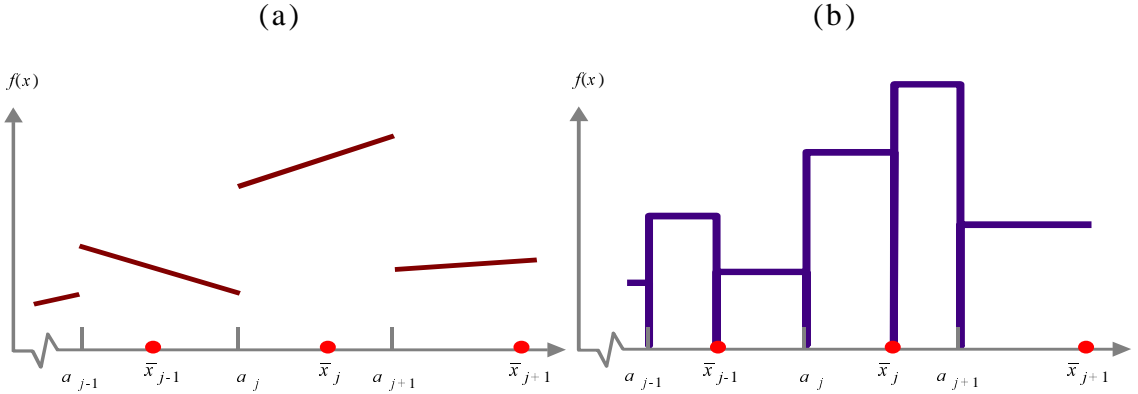 (a) (b)
f(x) f(x)
a j-1 x̅ j-1 a j x̅ j a j+1 x̅ j+1 a j-1 x̅ j-1 a j x̅ j a j+1 x̅ j+1